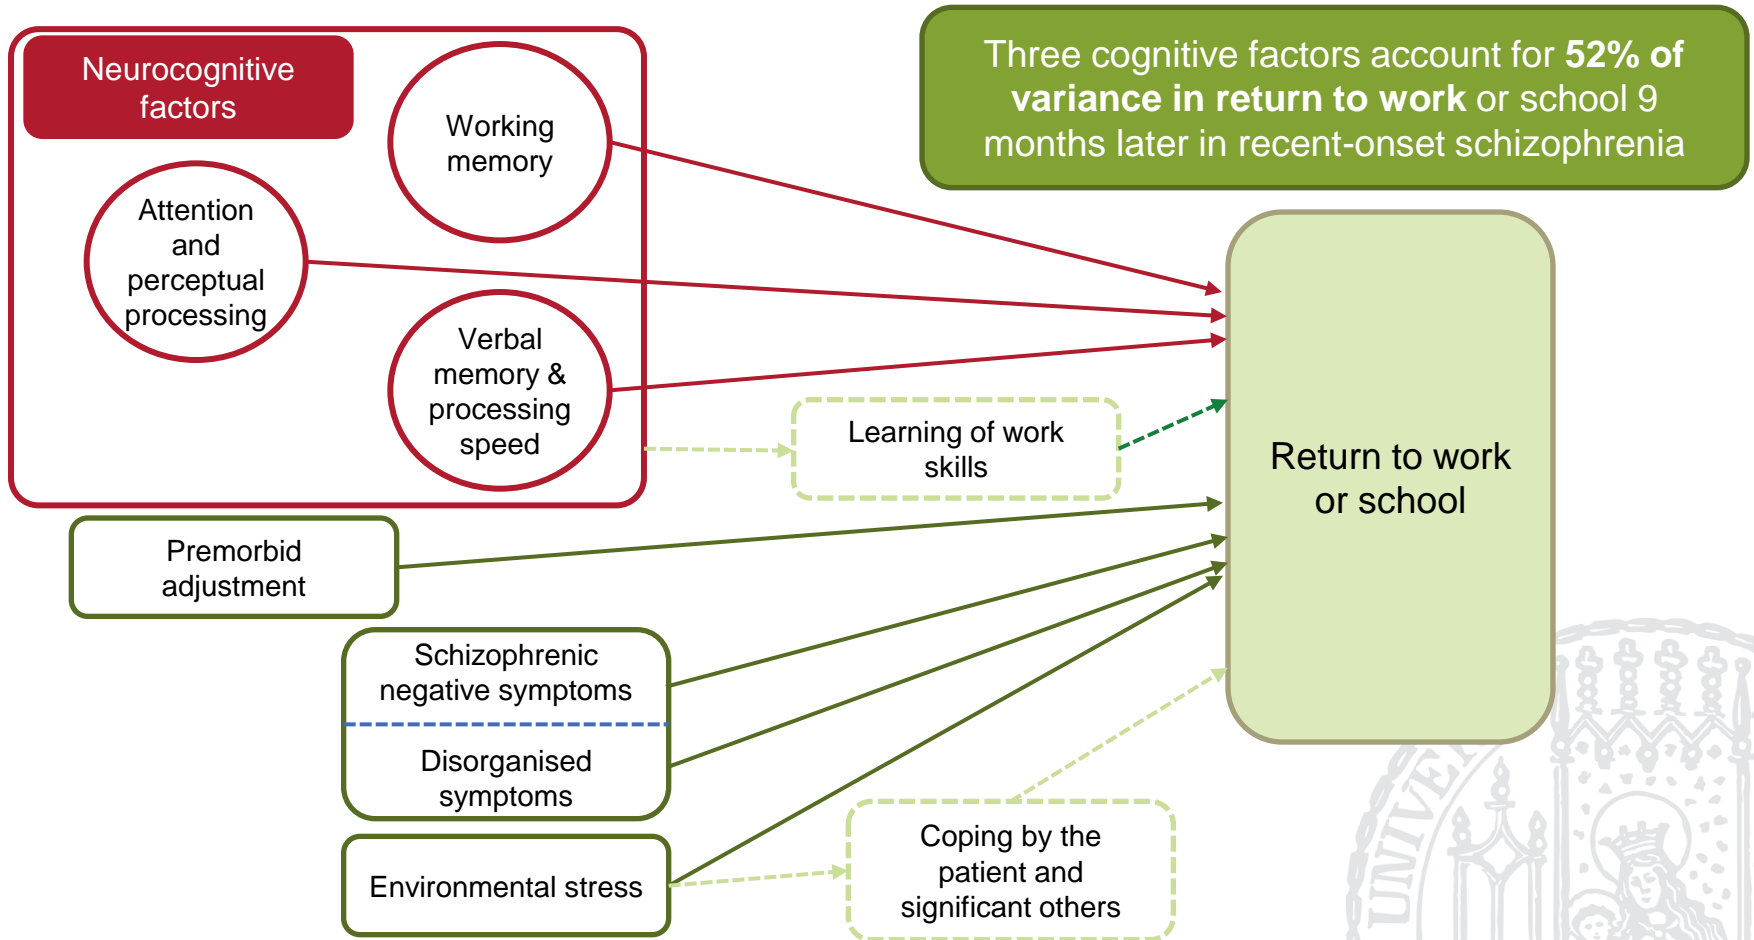 Neurocognitive
factors
Working
memory
Attention
and
perceptual
processing
Verbal
memory &
processing
speed
Three cognitive factors account for 52% of
variance in return to work or school 9
months later in recent-onset schizophrenia
Learning of work
skills
Return to work
or school
Premorbid
adjustment
Schizophrenic
negative symptoms
Disorganised
symptoms
Environmental stress
Coping by the
patient and
significant others
UNIVE